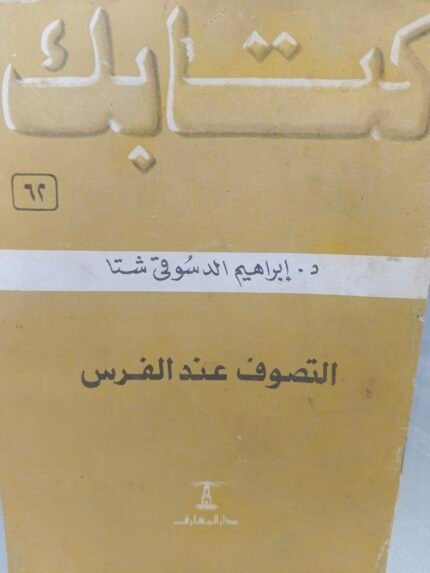 كتابك
٦٢
د. إبراهيم الدسوقي شتا
التصوف عند الفرس
دار المعارف